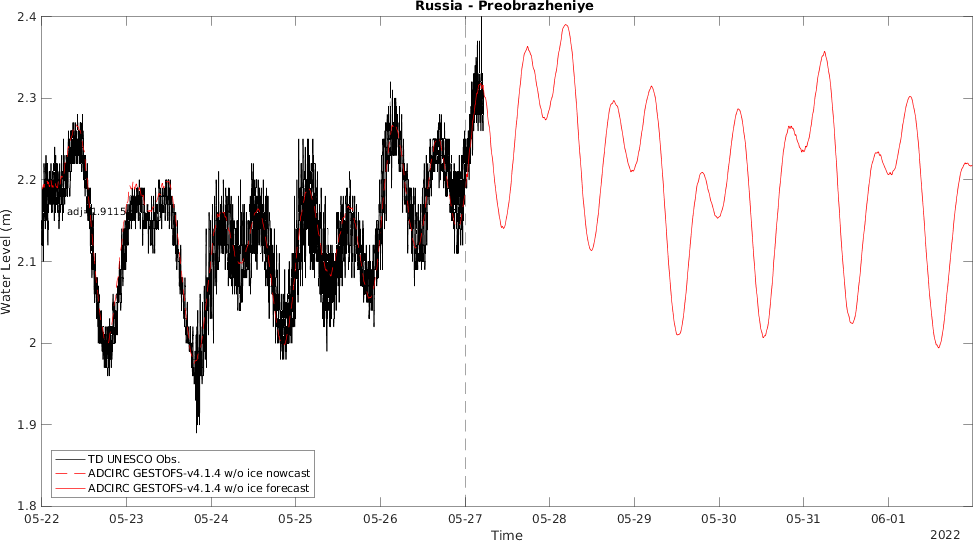 Russia - Preobrazheniye
2.4
2.3
2.2
2.1
2
1.9
1.8
Water Level (m)
adj=1.9115
TD UNESCO Obs.
ADCIRC GESTOFS-v4.1.4 w/o ice nowcast
ADCIRC GESTOFS-v4.1.4 w/o ice forecast
05-22 05-23 05-24 05-25 05-26 05-27 05-28 05-29 05-30 05-31 06-01
Time
2022